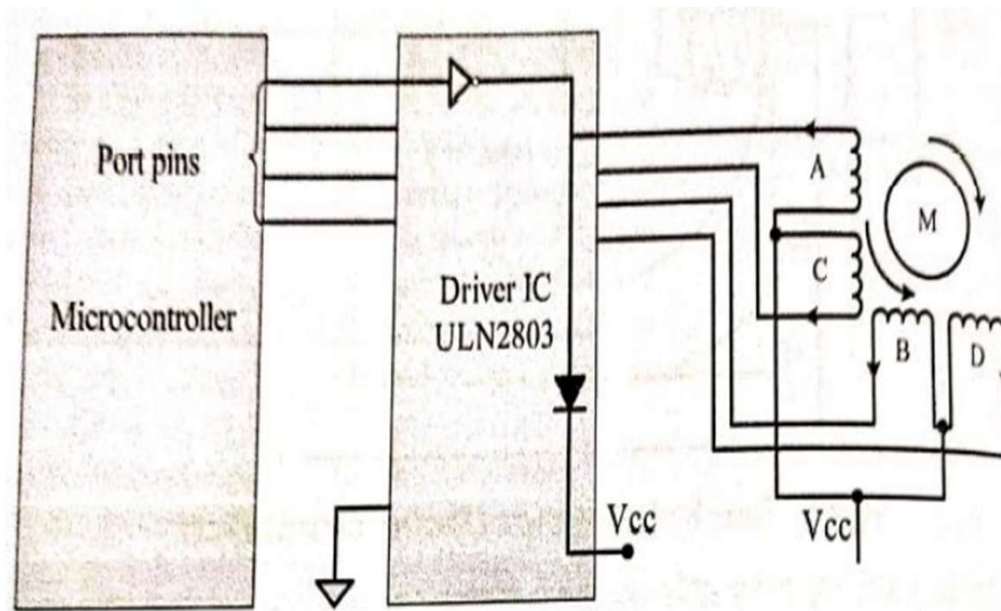 Port pins
Microcontroller
Driver IC
ULN2803
Vcc
A
C
B
D
M
Vcc